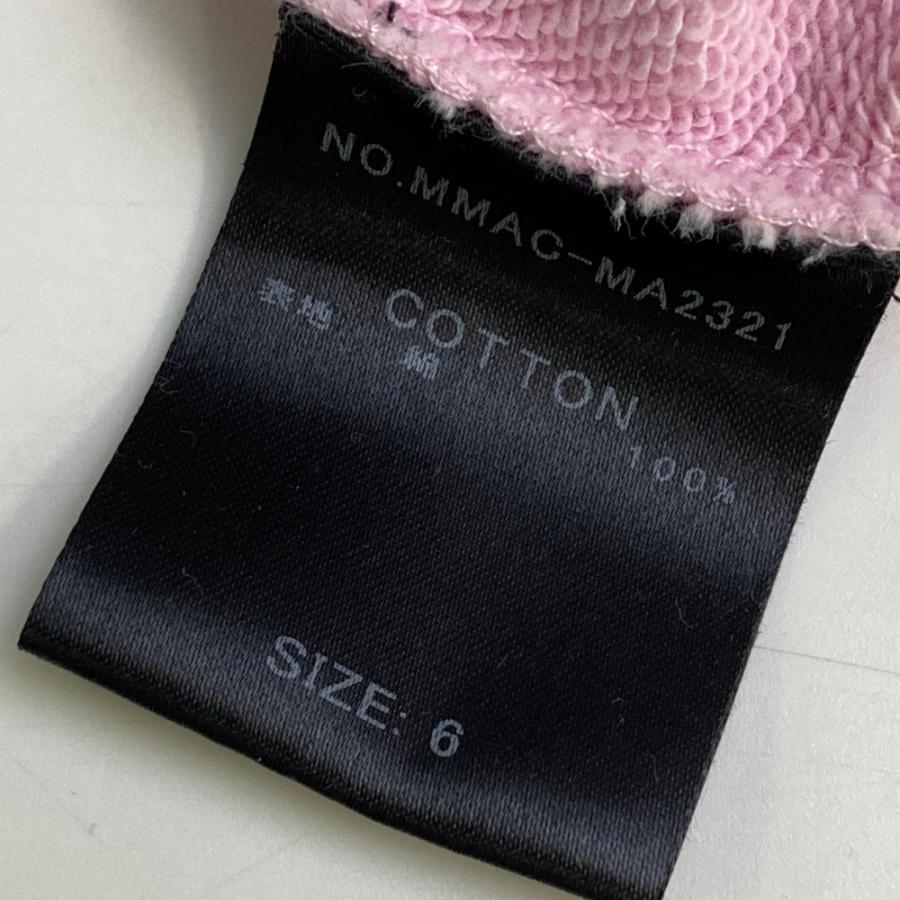 NO.MMAC-MA2321
表地 COTTON 100%
綿
SIZE: 6